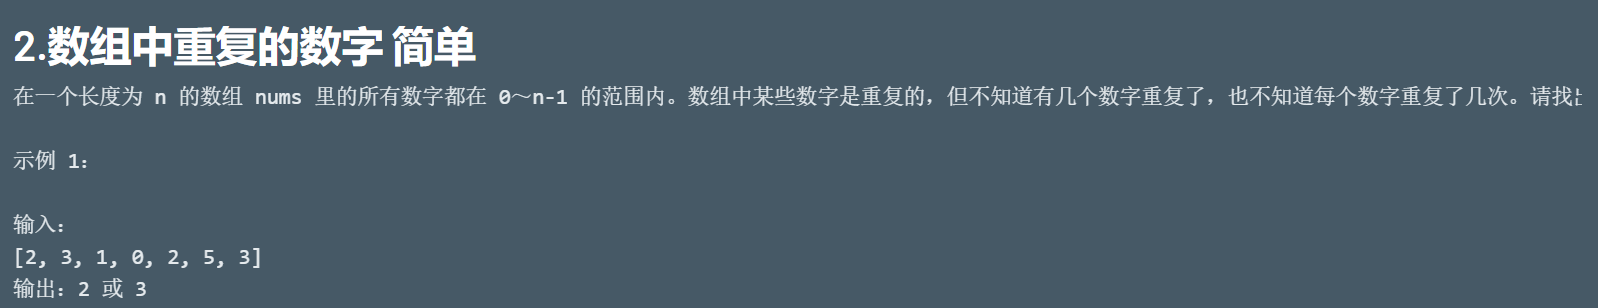 2.数组中重复的数字 简单
在一个长度为 n 的数组 nums 里的所有数字都在 0～n-1 的范围内。数组中某些数字是重复的，但不知道有几个数字重复了，也不知道每个数字重复了几次。请找
示例 1：
输入：
[2, 3, 1, 0, 2, 5, 3]
输出：2 或 3